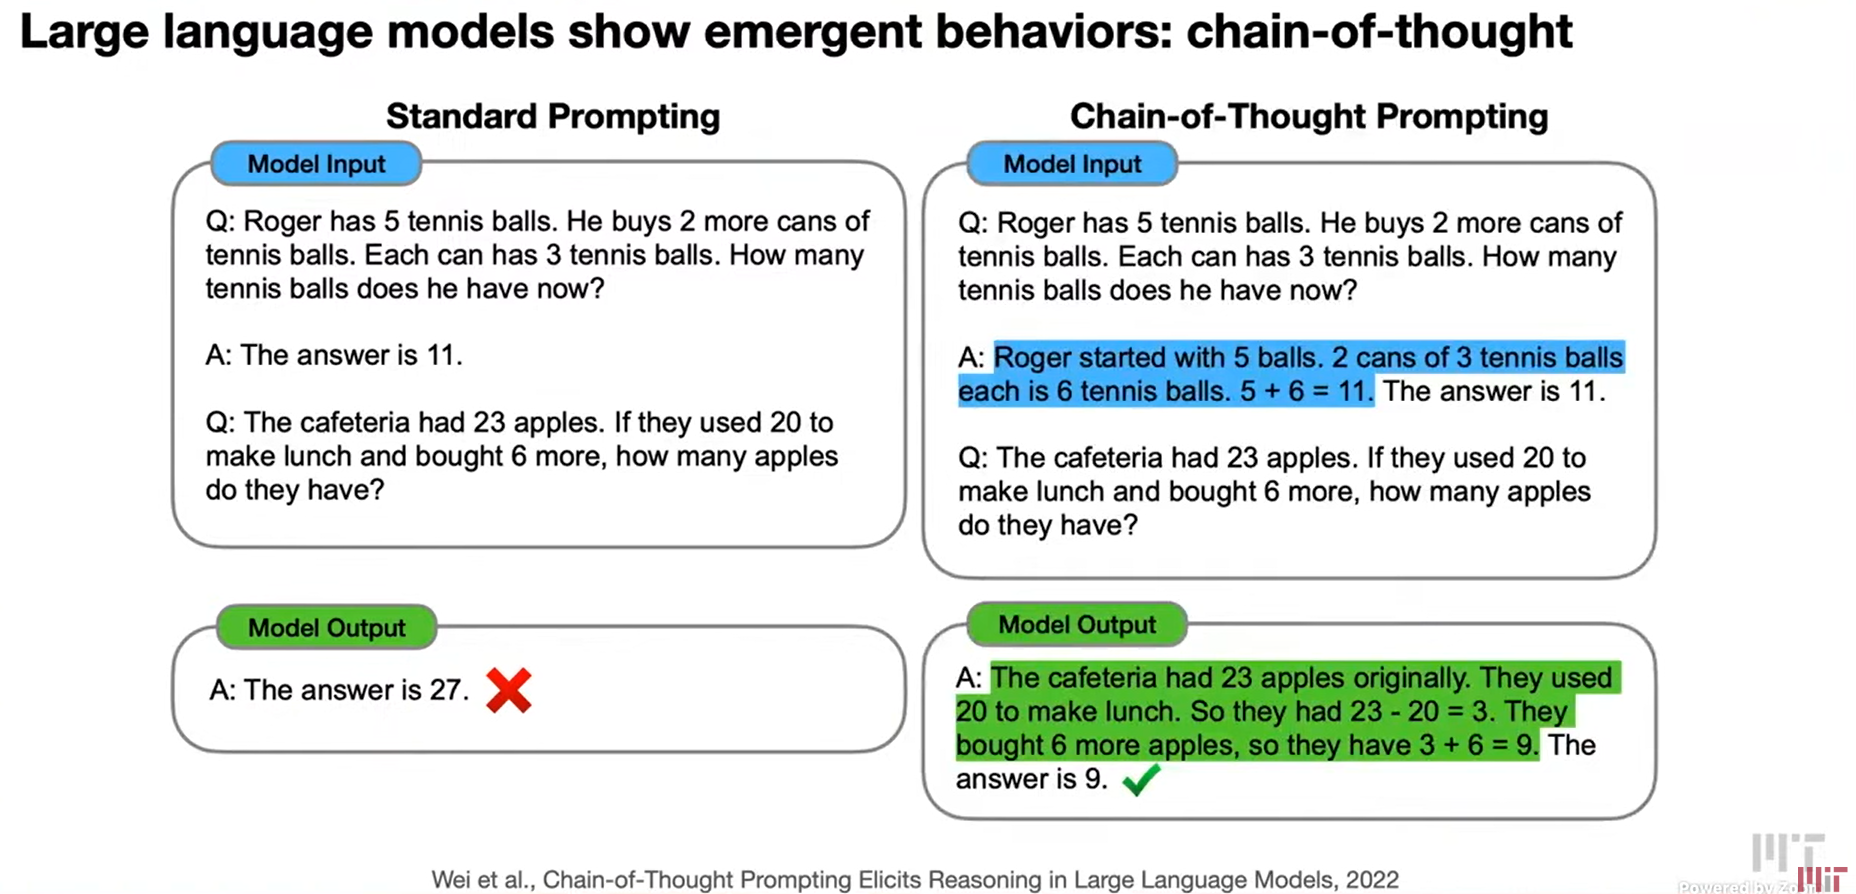 Large language models show emergent behaviors: chain-of-thought
Standard Prompting
Model Input
Q: Roger has 5 tennis balls. He buys 2 more cans of
tennis balls. Each can has 3 tennis balls. How many
tennis balls does he have now?
A: The answer is 11.
Q: The cafeteria had 23 apples. If they used 20 to
make lunch and bought 6 more, how many apples
do they have?
Model Output
A: The answer is 27.
Chain-of-Thought Prompting
Model Input
Q: Roger has 5 tennis balls. He buys 2 more cans of
tennis balls. Each can has 3 tennis balls. How many
tennis balls does he have now?
A: Roger started with 5 balls. 2 cans of 3 tennis balls
each is 6 tennis balls. 5 + 6 = 11. The answer is 11.
Q: The cafeteria had 23 apples. If they used 20 to
make lunch and bought 6 more, how many apples
do they have?
Model Output
A: The cafeteria had 23 apples originally. They used
20 to make lunch. So they had 23 - 20 = 3. They
bought 6 more apples, so they have 3 + 6 = 9. The
answer is 9.
Wei et al., Chain-of-Thought Prompting Elicits Reasoning in Large Language Models, 2022
MIT
MIT
Powered by